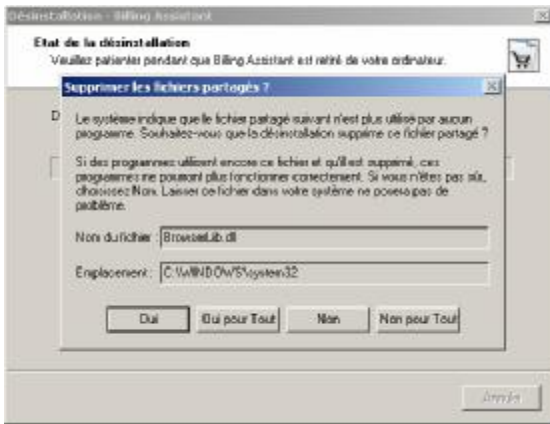 Désinstallation - Billing Assistant
Etat de la désinstallation
Veuillez patienter pendant que Billing Assistant est retiré de votre ordinateur.
Supprimer les fichiers partagés ?
Le système indique que le fichier partagé suivant n'est plus utilisé par aucun
programme. Souhaitez-vous que la désinstallation supprime ce fichier partagé ?
Si des programmes utilisent encore ce fichier et qu'il est supprimé, ces
programmes ne pourront plus fonctionner correctement. Si vous n'êtes pas sûr,
choisissez Non. Laisser ce fichier dans votre système ne posera pas de
problème.
Nom du fichier : BrowserLib.dll
Emplacement : C:\WINDOWS\system32
Oui
Oui pour Tout
Non
Non pour Tout
Annuler